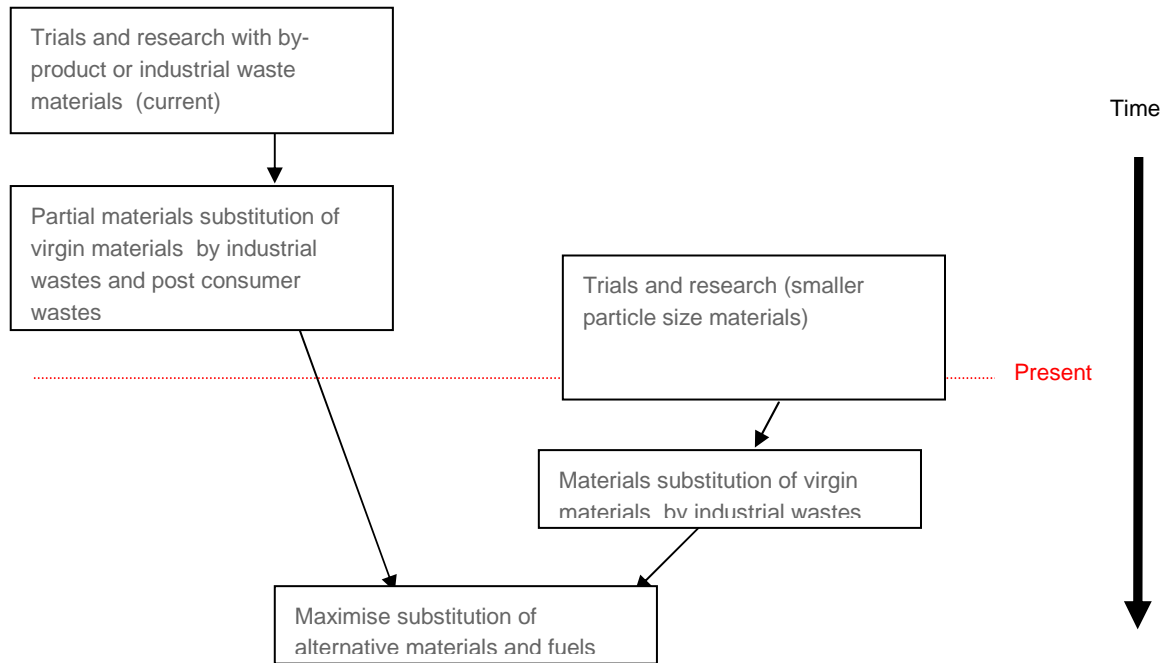 Trials and research with by-
product or industrial waste
materials  (current)
Time
Partial materials substitution of
virgin materials  by industrial
wastes and post consumer
wastes
Trials and research (smaller
particle size materials)
Present
Materials substitution of virgin
materials  by industrial wastes
Maximise substitution of
alternative materials and fuels